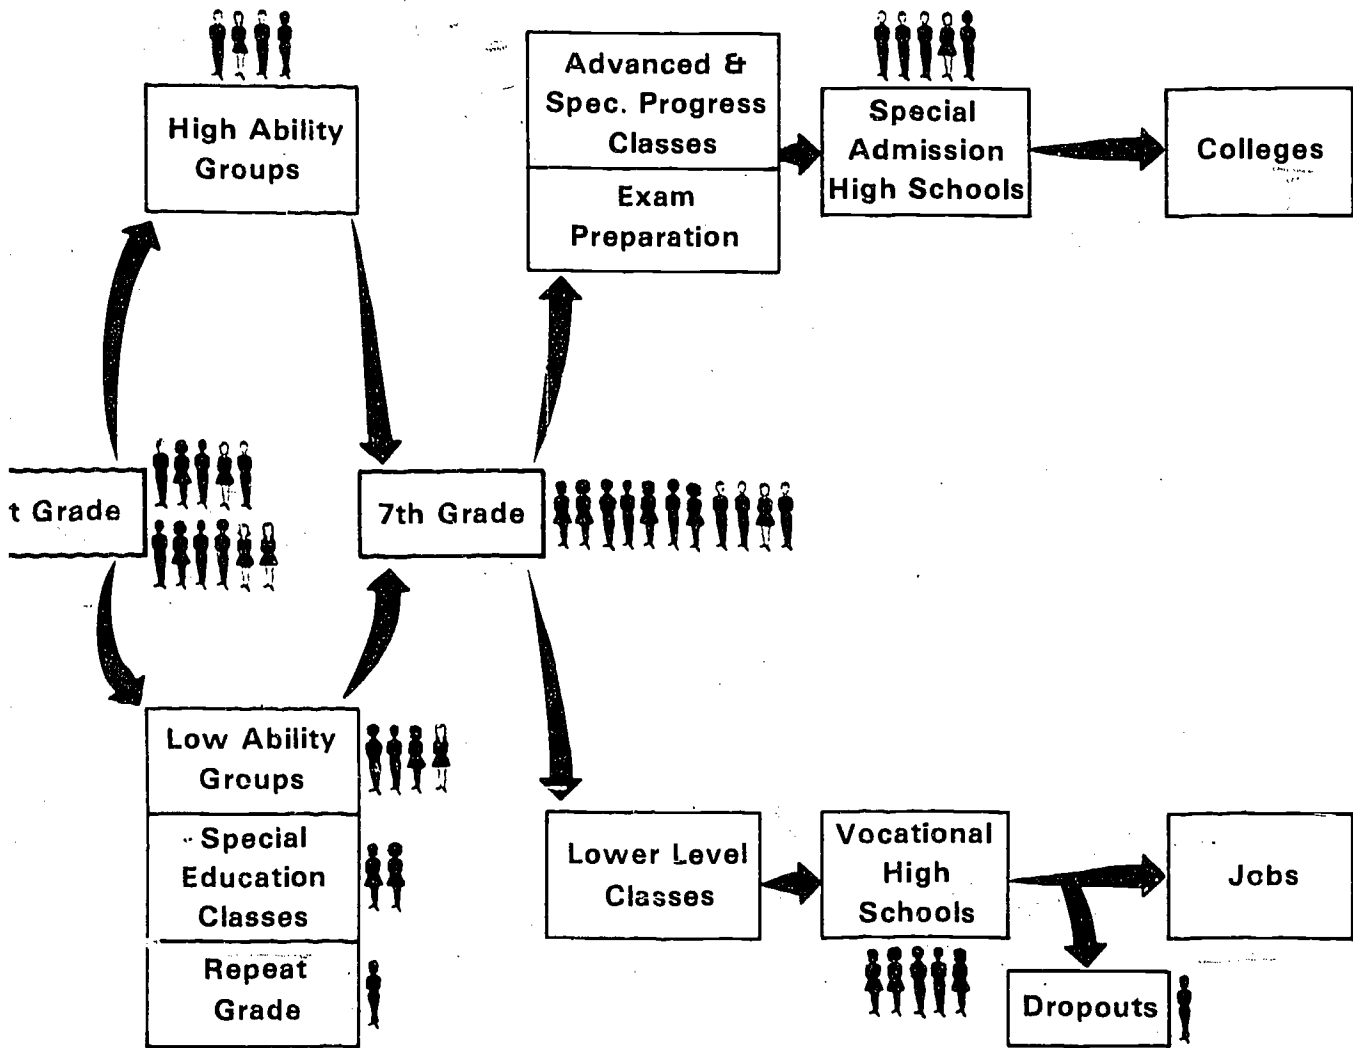 High Ability
Groups
Advanced &
Spec. Progress
Classes
Exam
Preparation
Special
Admission
High Schools
Colleges
t Grade
7th Grade
Low Ability
Groups
Special
Education
Classes
Repeat
Grade
Lower Level
Classes
Vocational
High
Schools
Jobs
Dropouts